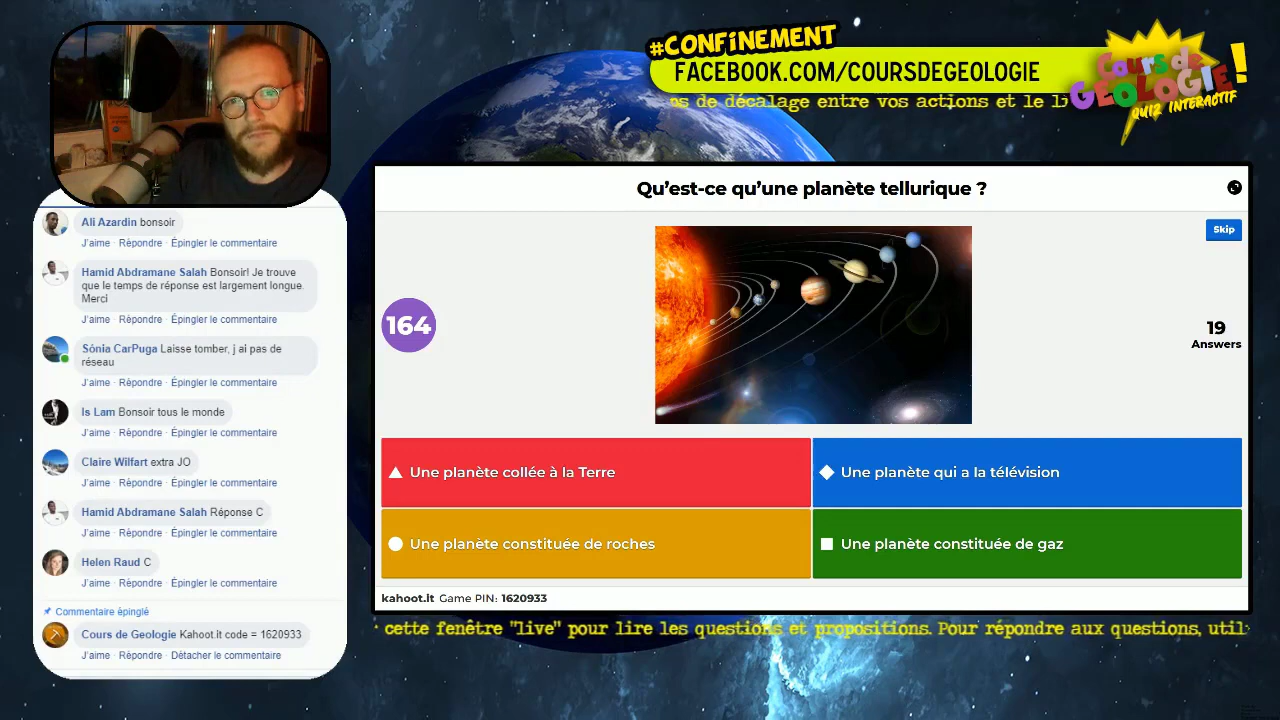 #CONFINEMENT
FACEBOOK.COM/COURSDEGEOLOGIE
Cours de
GEOLOGIE!
QUIZ INTERACTIF
ps de décalage entre vos actions et le li
Ali Azardin bonsoir
J'aime · Répondre · Épingler le commentaire
Hamid Abdramane Salah Bonsoir! Je trouve
que le temps de réponse est largement longue.
Merci
J'aime · Répondre · Épingler le commentaire
Sónia CarPuga Laisse tomber, j ai pas de
réseau
J'aime · Répondre · Épingler le commentaire
Is Lam Bonsoir tous le monde
J'aime · Répondre · Épingler le commentaire
Claire Wilfart extra JO
J'aime · Répondre · Épingler le commentaire
Hamid Abdramane Salah Réponse C
J'aime · Répondre · Épingler le commentaire
Helen Raud C
J'aime · Répondre · Épingler le commentaire
Commentaire épinglé
Cours de Geologie Kahoot.it code = 1620933
J'aime · Répondre · Détacher le commentaire
Qu'est-ce qu'une planète tellurique ?
Skip
164
19
Answers
Une planète collée à la Terre
Une planète qui a la télévision
Une planète constituée de roches
Une planète constituée de gaz
kahoot.it Game PIN: 1620933
cette fenêtre "live" pour lire les questions et propositions. Pour répondre aux questions, util